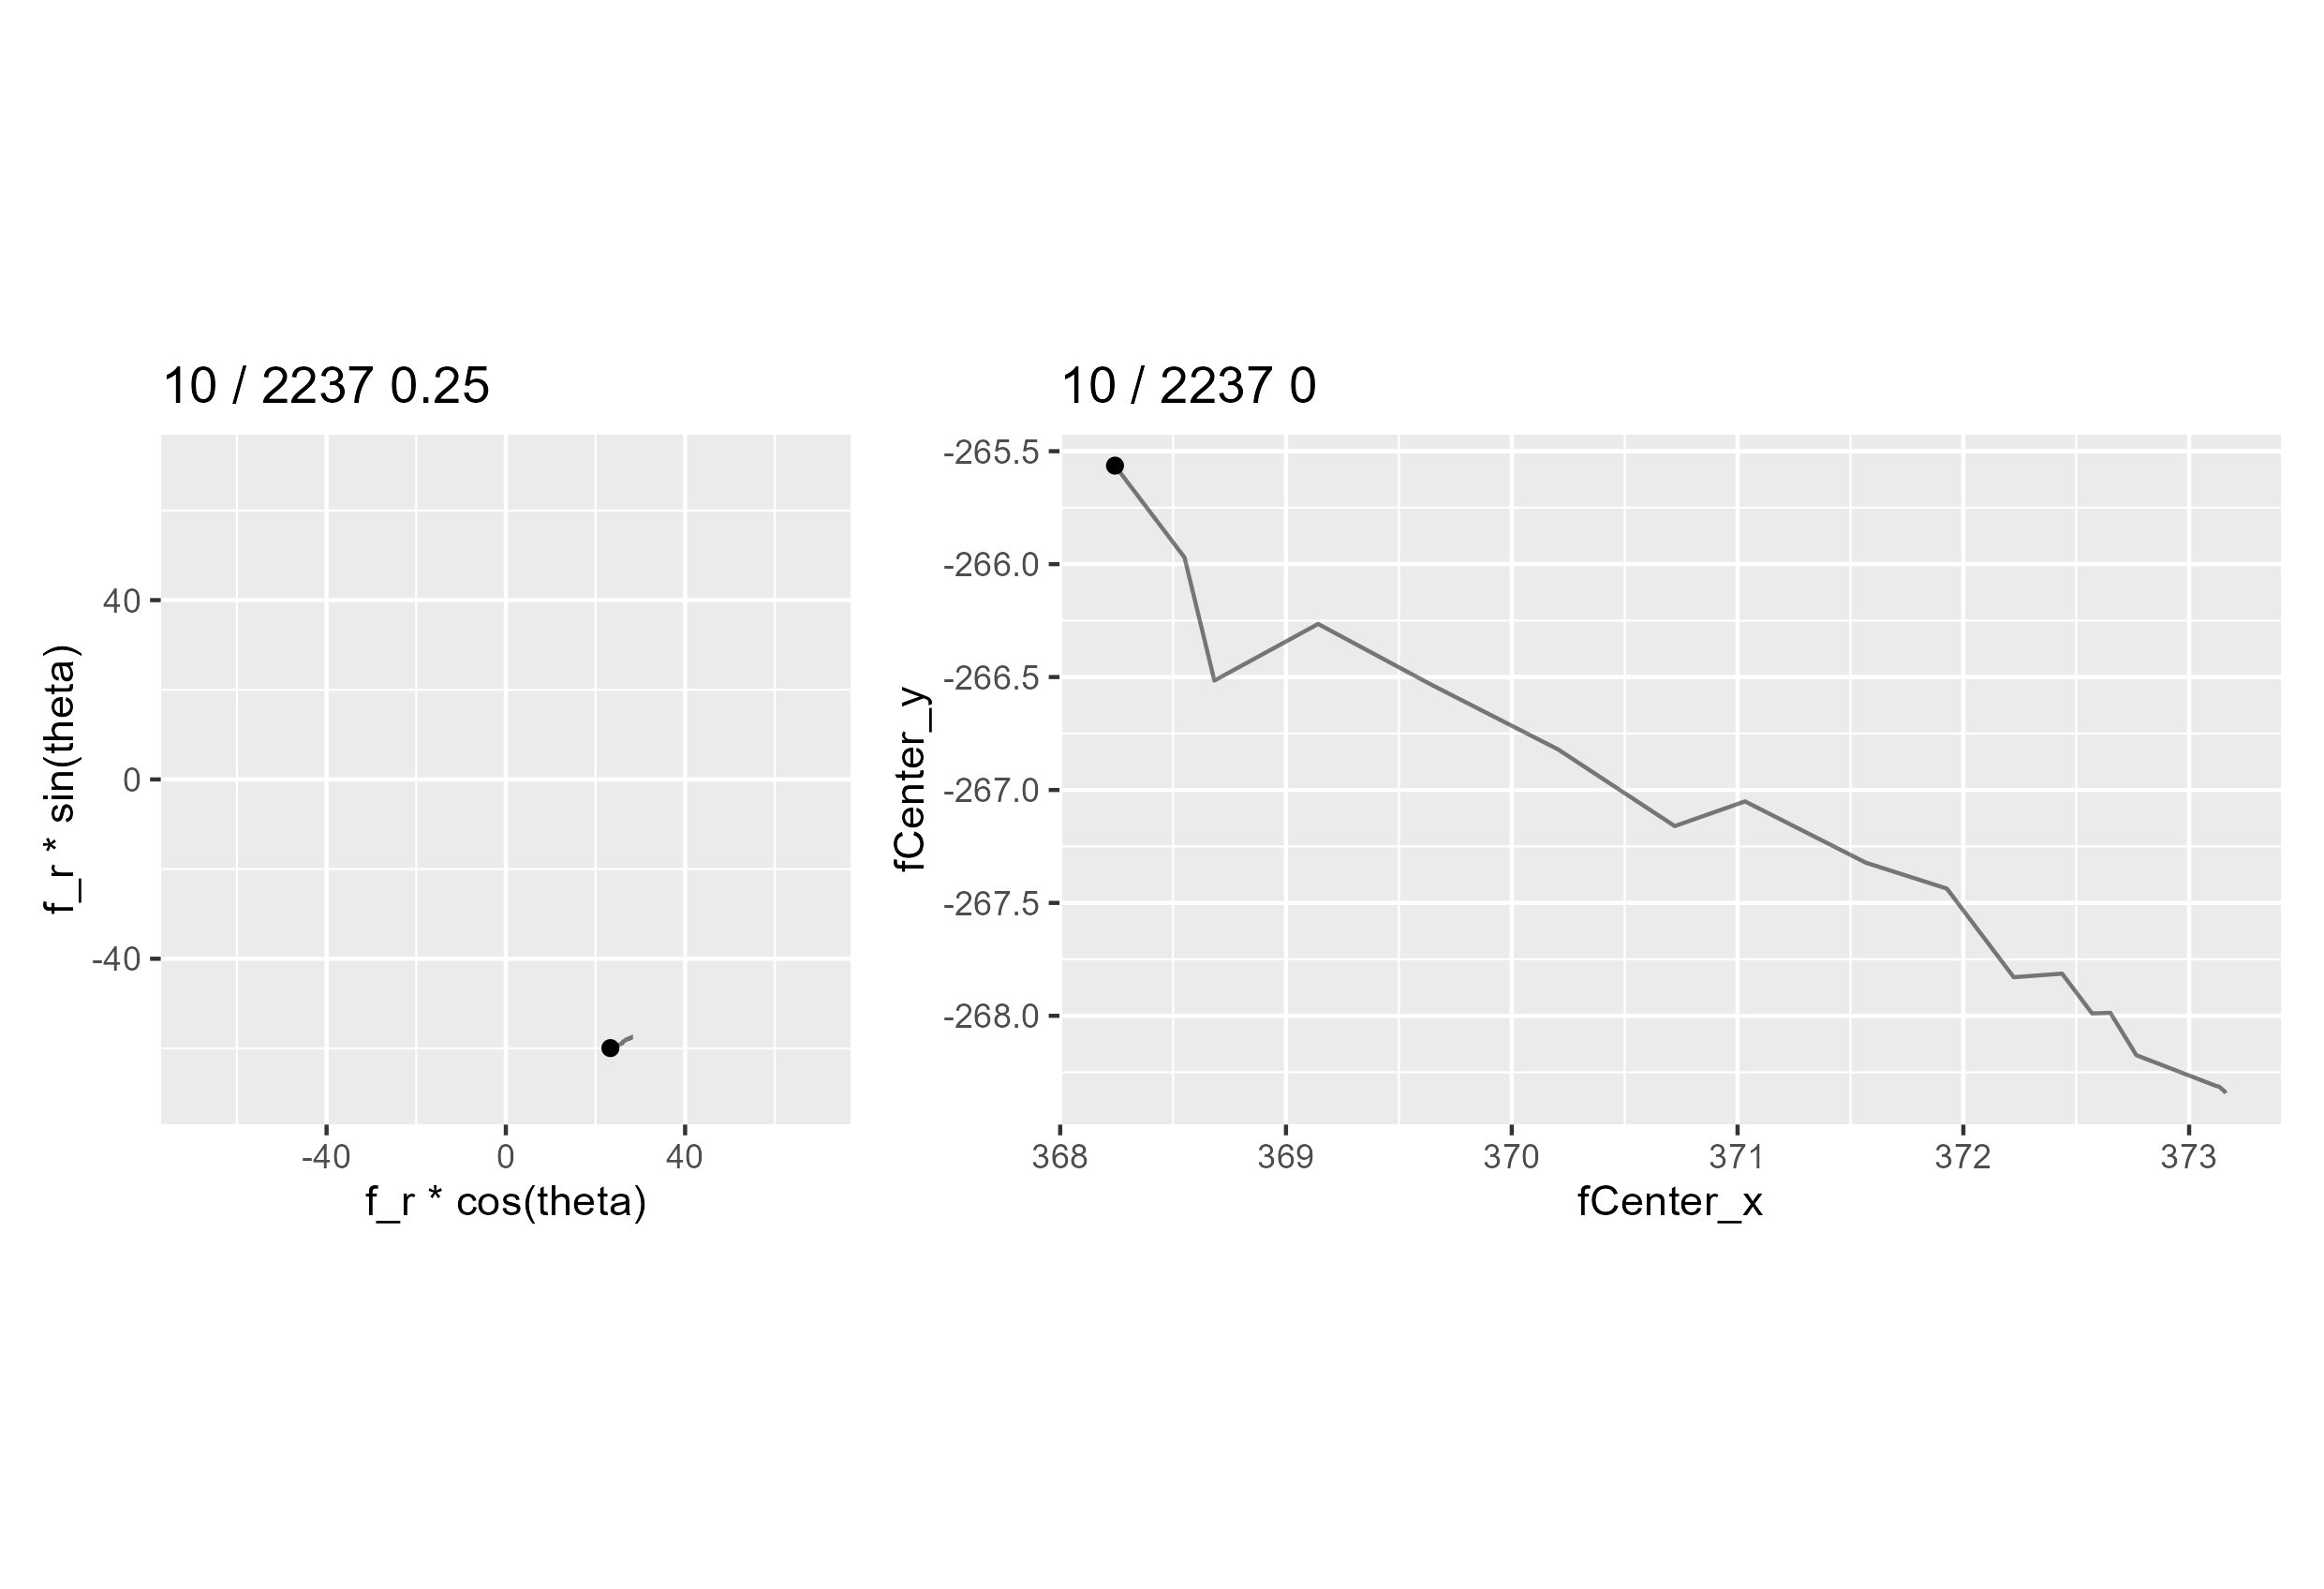 10 / 2237 0.25
f_r * sin(theta)
40
0
-40
-40 0 40
f_r * cos(theta)
10 / 2237 0
fCenter_y
-265.5
-266.0
-266.5
-267.0
-267.5
-268.0
368 369 370 371 372 373
fCenter_x